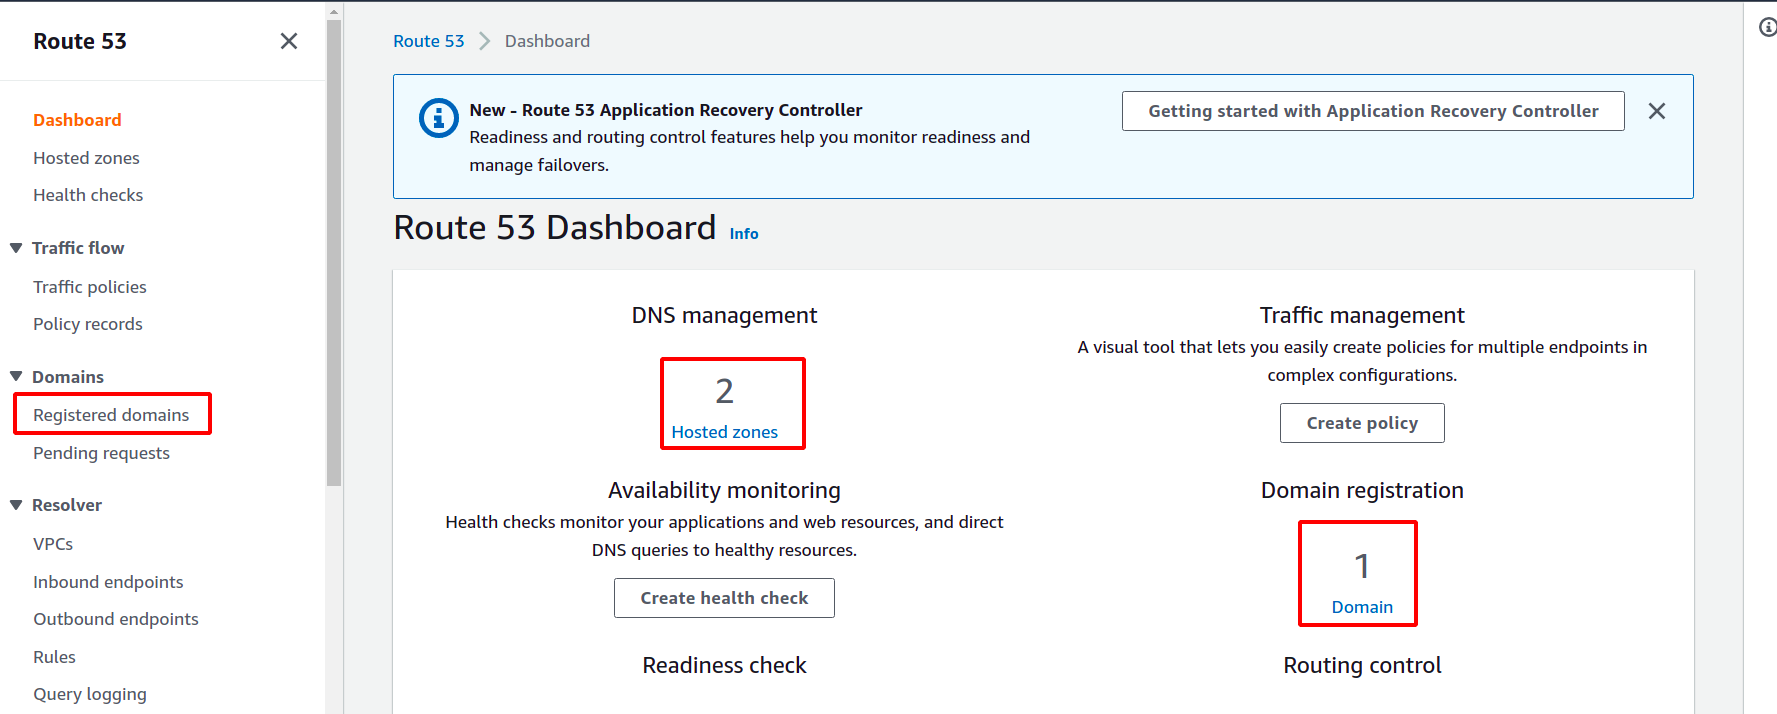 Route 53
Dashboard
Hosted zones
Health checks
Traffic flow
Traffic policies
Policy records
Domains
Registered domains
Pending requests
Resolver
VPCs
Inbound endpoints
Outbound endpoints
Rules
Query logging
Route 53 > Dashboard
New - Route 53 Application Recovery Controller
Readiness and routing control features help you monitor readiness and
manage failovers.
Getting started with Application Recovery Controller
Route 53 Dashboard Info
DNS management
2
Hosted zones
Traffic management
A visual tool that lets you easily create policies for multiple endpoints in
complex configurations.
Create policy
Availability monitoring
Health checks monitor your applications and web resources, and direct
DNS queries to healthy resources.
Create health check
Domain registration
1
Domain
Readiness check
Routing control